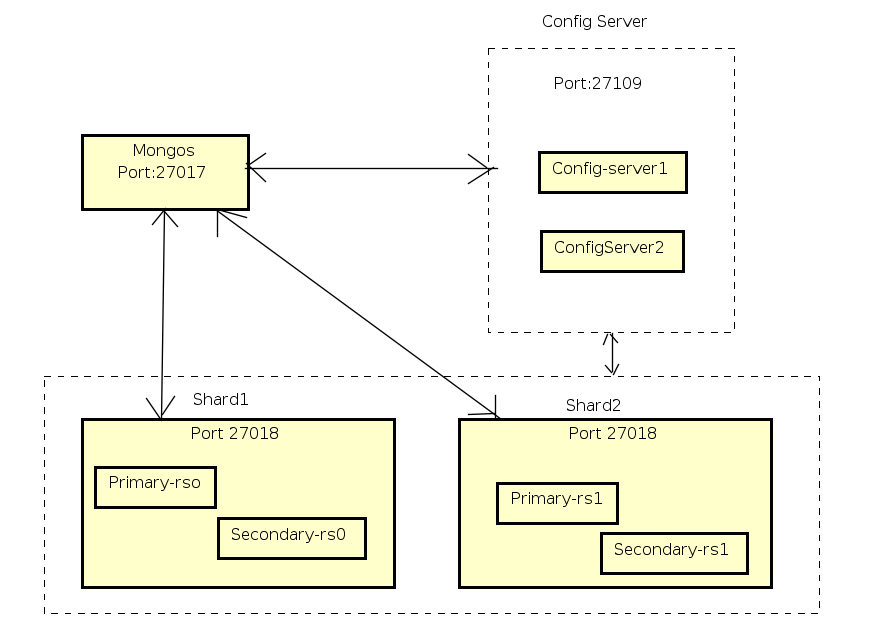 Config Server
Port:27109
Mongos
Port:27017
Config-server1
ConfigServer2
Shard1
Shard2
Port 27018
Port 27018
Primary-rso
Secondary-rs0
Primary-rs1
Secondary-rs1